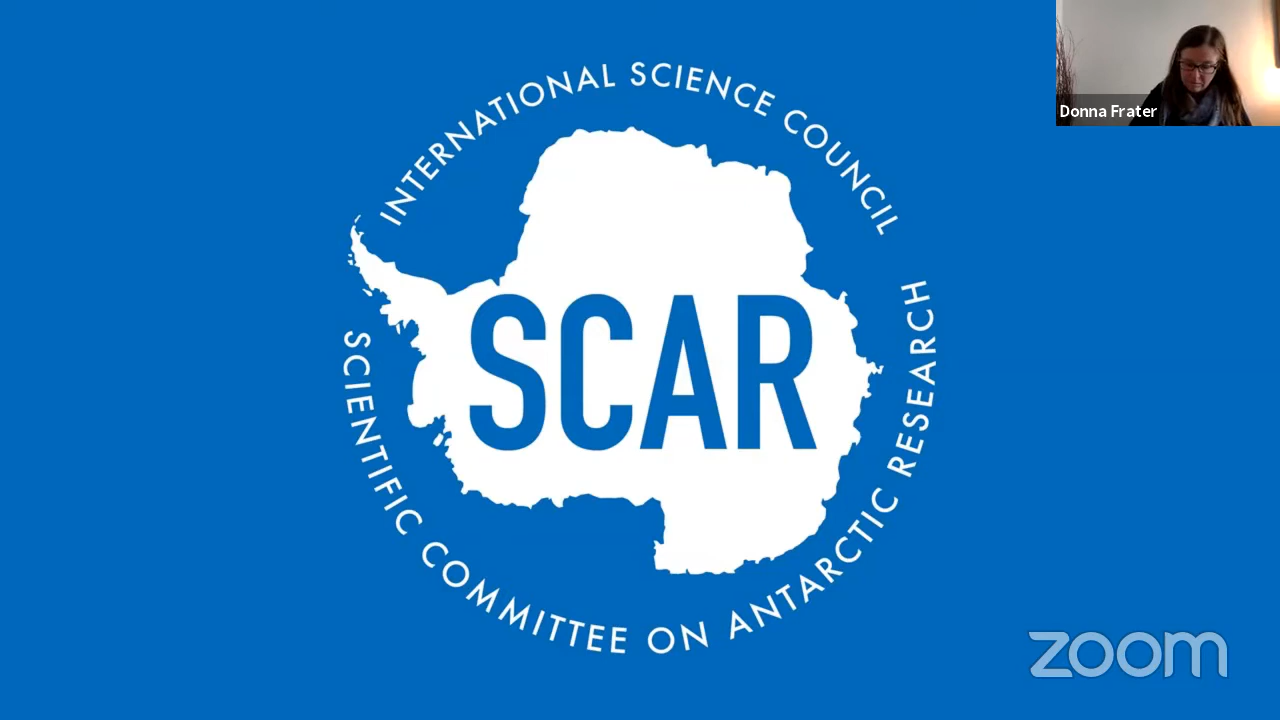 Donna Frater
INTERNATIONAL SCIENCE COUNCIL
SCAR
SCIENTIFIC COMMITTEE ON ANTARCTIC RESEARCH
zoom